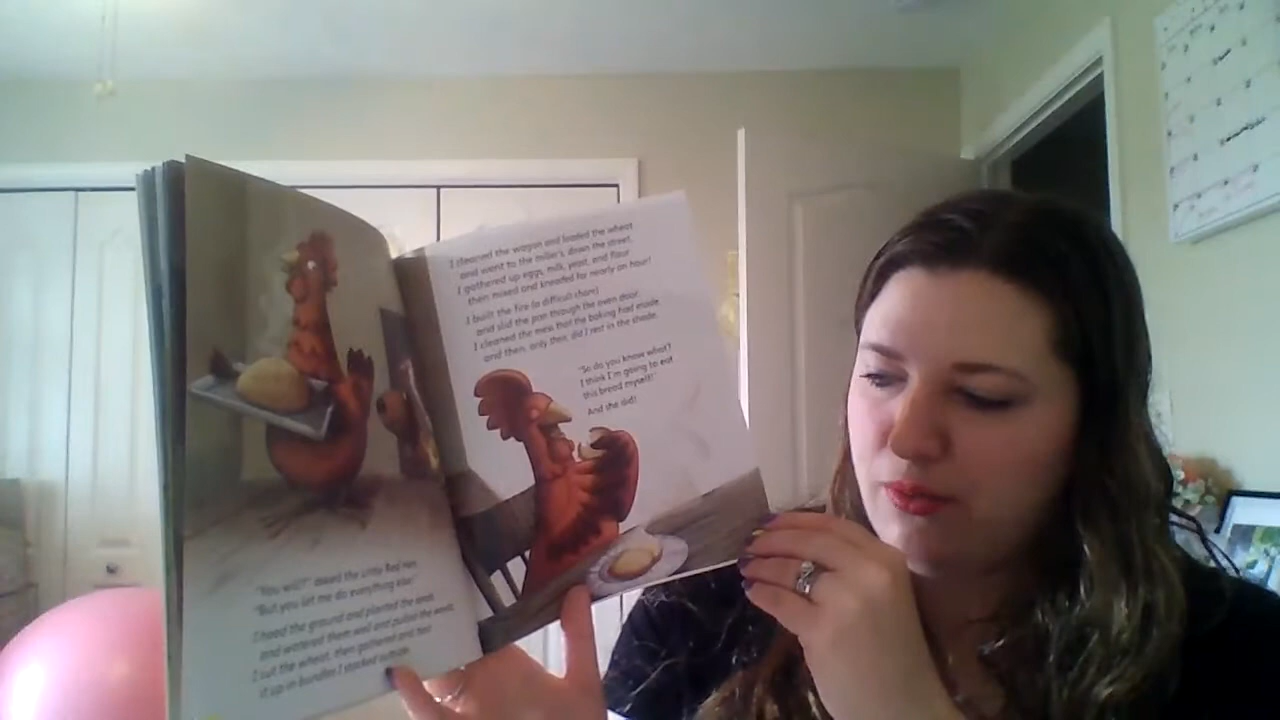 "You will?" asked the Little Red Hen.
"But you let me do everything else!
I hoed the ground and planted the seeds
and watered them well and pulled the weeds.
I cut the wheat, then gathered and tied
it up in bundles I stacked outside.
I cleaned the wagon and loaded the wheat
and went to the miller's down the street.
I gathered up eggs, milk, yeast, and flour
then mixed and kneaded for nearly an hour!
I built the fire (a difficult chore)
and slid the pan through the oven door.
I cleaned the mess that the baking had made
and then, only then, did I rest in the shade.
"So do you know what?
I think I'm going to eat
this bread myself!"
And she did!